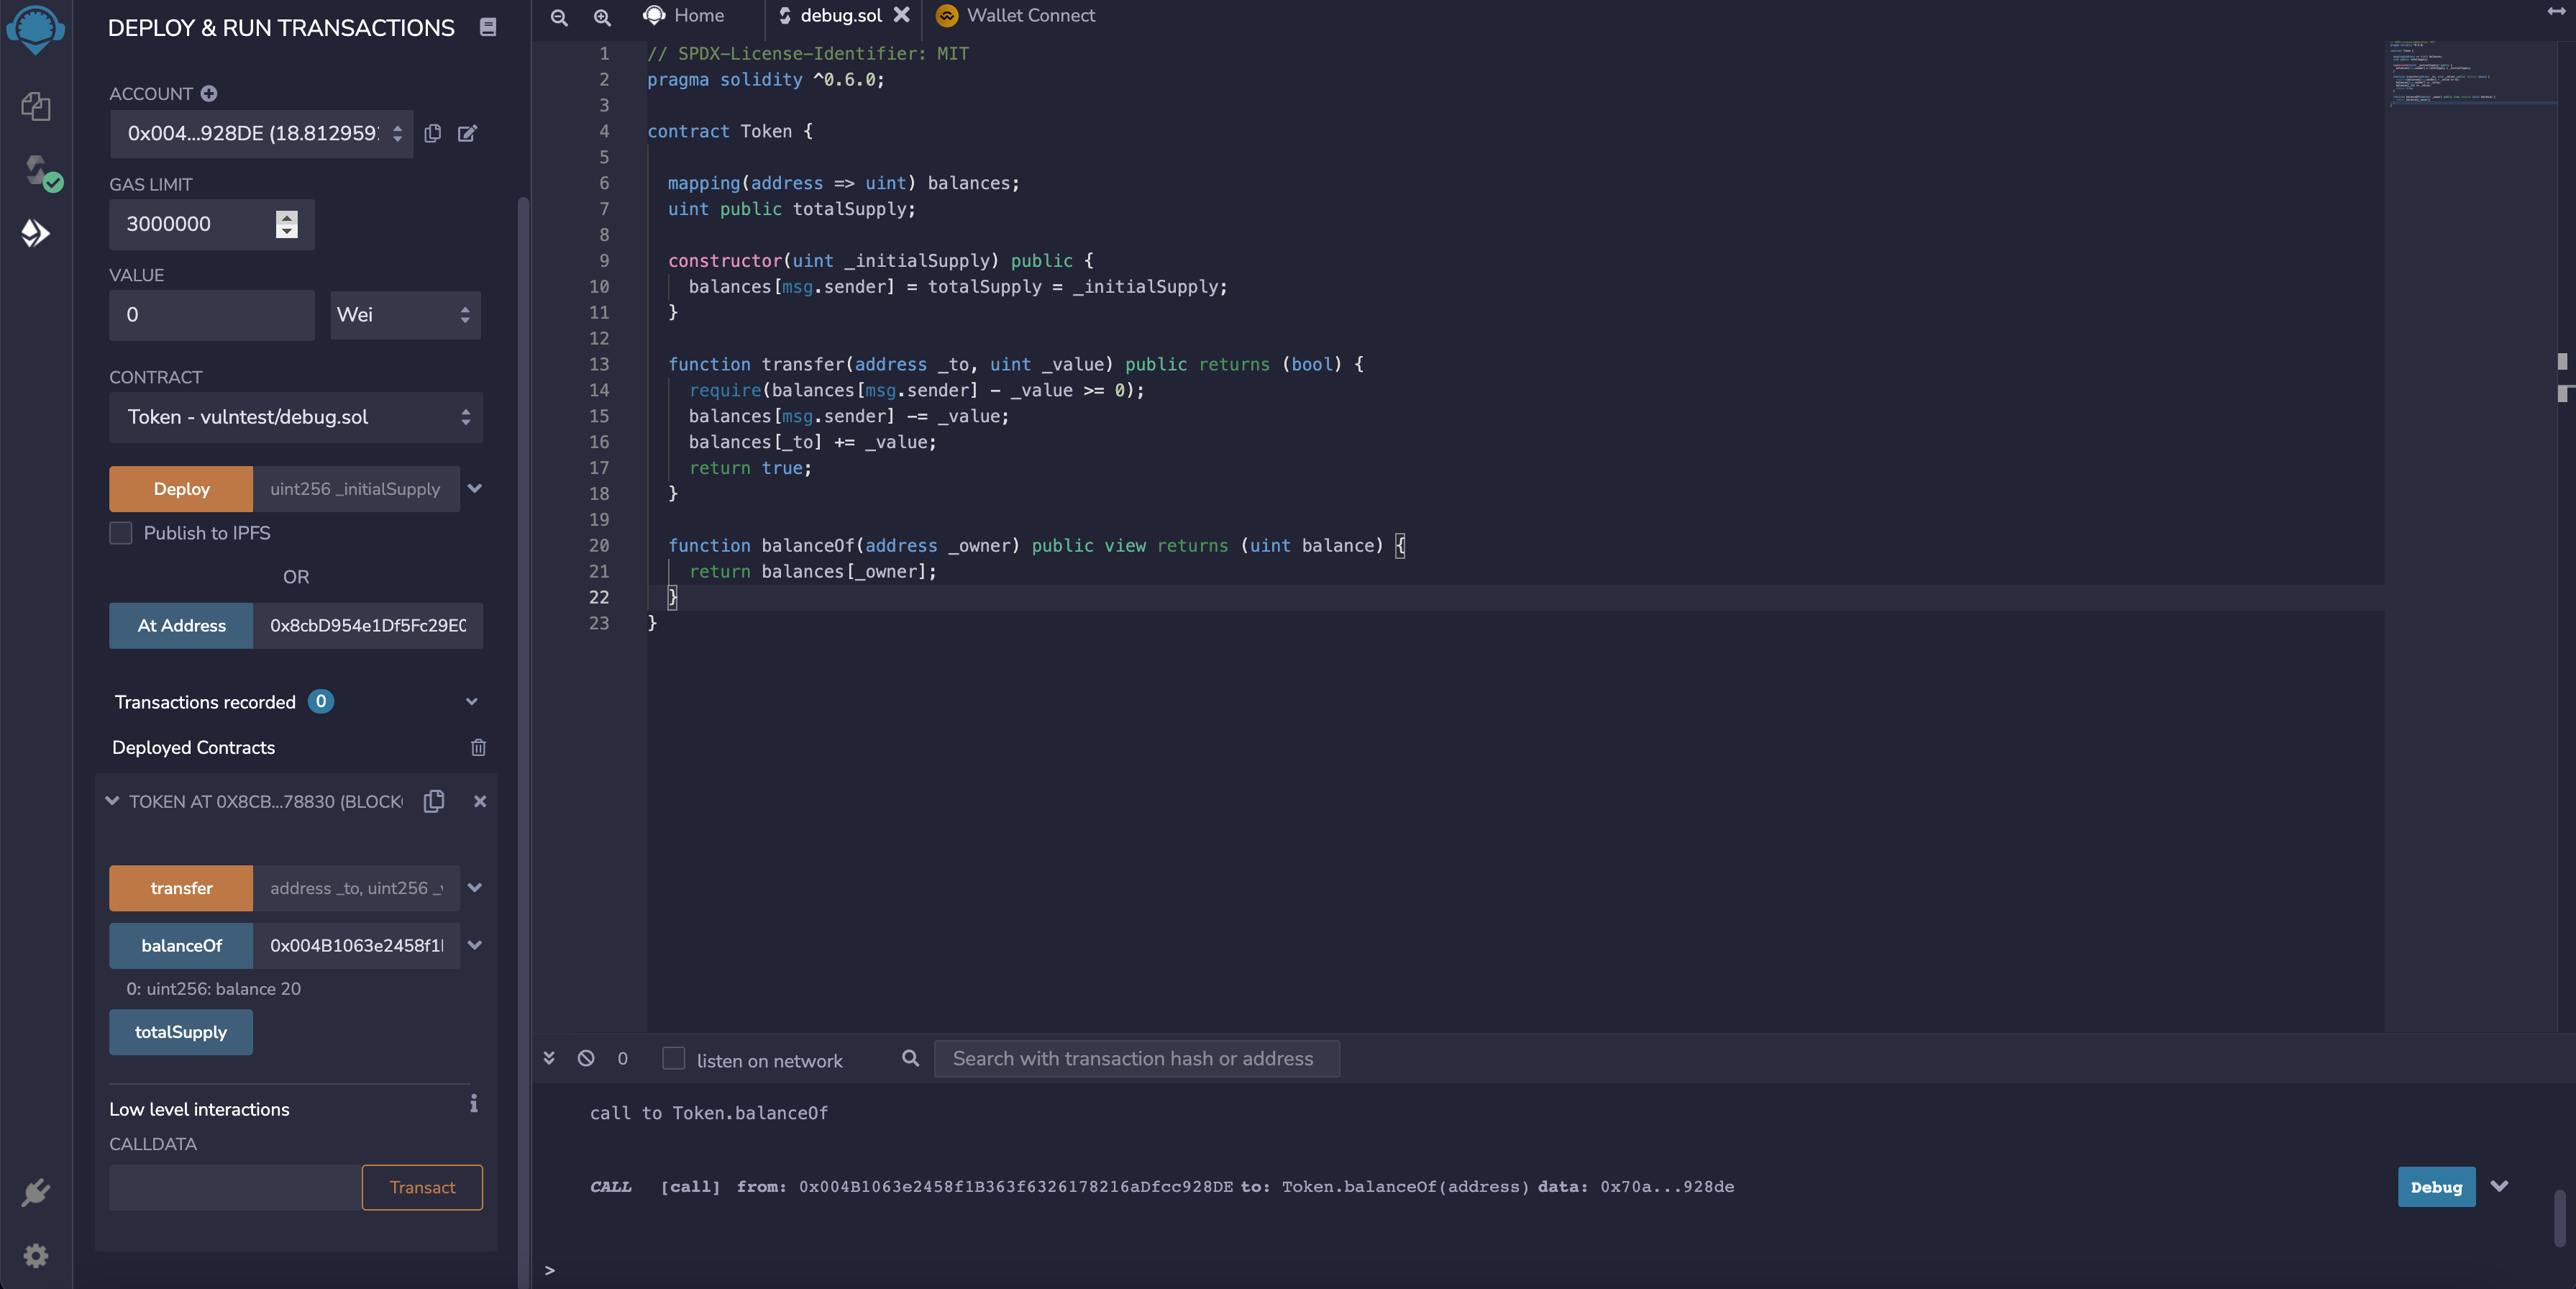 DEPLOY & RUN TRANSACTIONS
ACCOUNT
0x004...928DE (18.812959
GAS LIMIT
3000000
VALUE
0
Wei
CONTRACT
Token - vulntest/debug.sol
Deploy
uint256 _initialSupply
Publish to IPFS
OR
At Address
0x8cbD954e1Df5Fc29E0
Transactions recorded
0
Deployed Contracts
TOKEN AT 0X8CB...78830 (BLOCK
transfer
address _to, uint256 _
balanceOf
0x004B1063e2458f1
0: uint256: balance 20
totalSupply
Low level interactions
i
CALLDATA
Transact
Home
debug.sol
Wallet Connect
1 // SPDX-License-Identifier: MIT
2 pragma solidity ^0.6.0;
3
4 contract Token {
5
6 mapping(address => uint) balances;
7 uint public totalSupply;
8
9 constructor(uint _initialSupply) public {
10 balances[msg.sender] = totalSupply = _initialSupply;
11 }
12
13 function transfer(address _to, uint _value) public returns (bool) {
14 require(balances[msg.sender] - _value >= 0);
15 balances[msg.sender] -= _value;
16 balances[_to] += _value;
17 return true;
18 }
19
20 function balanceOf(address _owner) public view returns (uint balance) {
21 return balances[_owner];
22 }
23 }
0
listen on network
Search with transaction hash or address
call to Token.balanceOf
CALL [call] from: 0x004B1063e2458f1B363f6326178216aDfcc928DE to: Token.balanceOf(address) data: 0x70a...928de
Debug
>